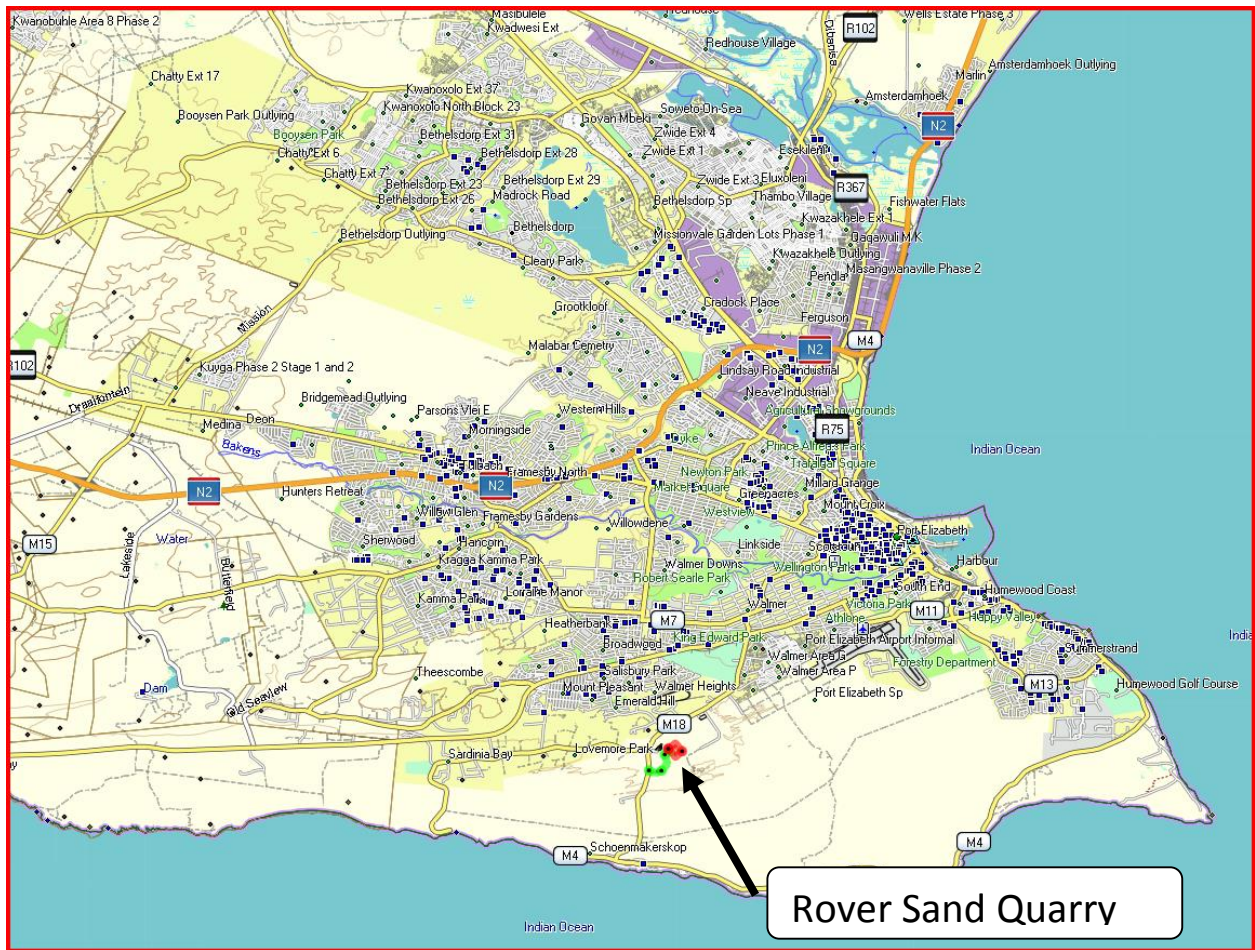 Kwanobuhle Area 8 Phase 2
Masibulele
Kwadwesi Ext
Redhouse
Wells Estate Phase 3
R102
Dibanisa
Redhouse Village
Chatty Ext 17
Amsterdamhoek Outlying
Marlin
Kwanoxolo Ext 37
Amsterdamhoek
Booysen Park Outlying
Kwanoxolo North Block 23
Soweto-On-Sea
Govan Mbeki
N2
Booysen Park
Bethelsdorp Ext 31
Zwide Ext 4
Chatty Ext 6
Bethelsdorp Ext 28
Zwide Ext 1
Esekileni
Chatty Ext 7
Bethelsdorp Ext 23
Bethelsdorp Ext 29
Zwide Ext 3
Eluxoleni
R367
Bethelsdorp Ext 26
Madrock Road
Bethelsdorp Sp
Thambo Village
Fishwater Flats
Kwazakhele Ext 1
Bethelsdorp Outlying
Bethelsdorp
Missionvale Garden Lots Phase 1
Qaqawuli M K
Cleary Park
Kwazakhele Outlying
Masangwanaville Phase 2
Pendla
Grootkloof
Cradock Place
Mission
Ferguson
Malabar Cemetry
M4
N2
R102
Kuyga Phase 2 Stage 1 and 2
Lindsay Road Industrial
Draaifontein
Bridgemead Outlying
Neave Industrial
Parsons Vlei E
Western Hills
Agricultural Showgrounds
Medina
Deon
Morningside
R75
Bakens
Dyke
Prince Alfred's Park
Indian Ocean
Tulbach
Framesby North
Newton Park
Trafalgar Square
N2
N2
Market Square
Greenacres
Millard Grange
Hunters Retreat
Westview
Mount Croix
Willow Glen
Framesby Gardens
Willowdene
Port Elizabeth
M15
Lakeside
Water
Sherwood
Hancorn
Linkside
Harbour
Butterfield
Kragga Kamma Park
Walmer Downs
Wellington Park
Robert Searle Park
South End
Humewood Coast
Kamma Park
Lorraine Manor
Walmer
Victoria Park
M11
Happy Valley
Heatherbank
M7
Athlone
Broadwood
King Edward Park
Port Elizabeth Airport Informal
Summerstrand
Walmer Area G
Forestry Department
Theescombe
Salisbury Park
Walmer Area P
M13
Dam
Mount Pleasant
Walmer Heights
Port Elizabeth Sp
Humewood Golf Course
Old Seaview
Emerald Hill
M18
Sardinia Bay
Lovemore Park
Schoenmakerskop
M4
M4
Rover Sand Quarry
Indian Ocean